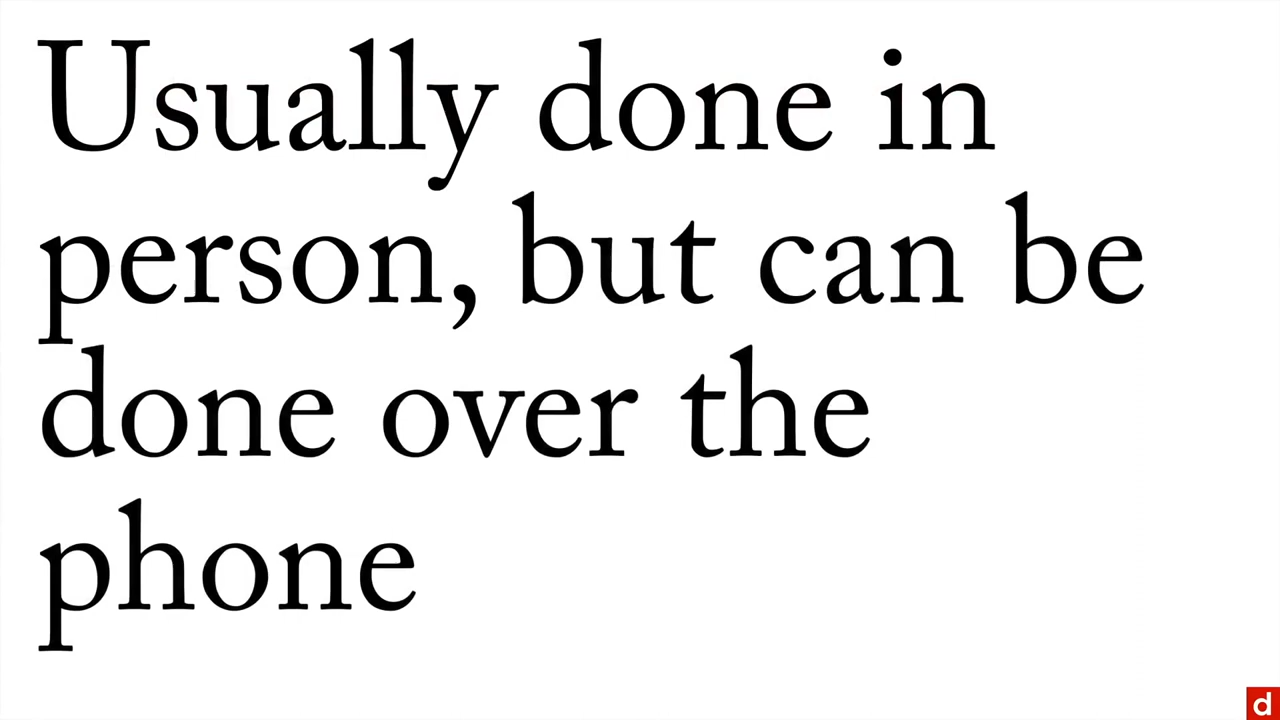 Usually done in
person, but can be
done over the
phone
d